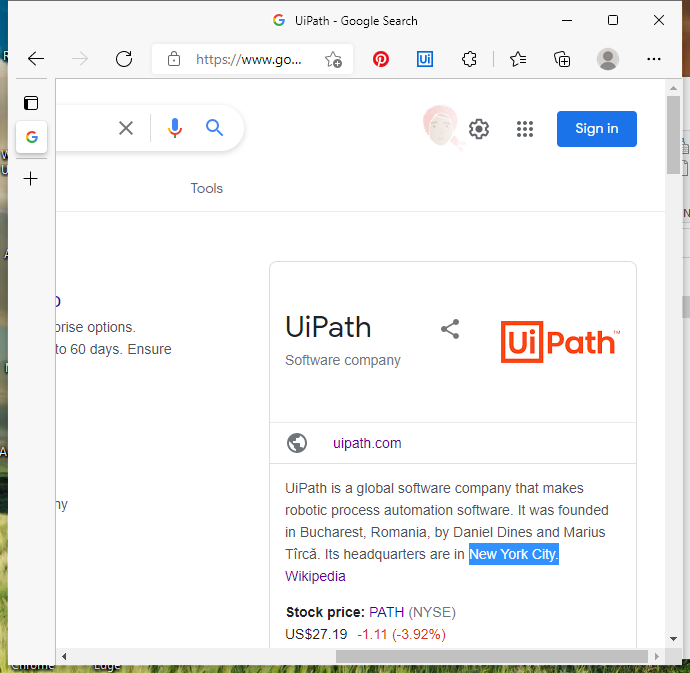 UiPath - Google Search
https://www.go...
Ui
Sign in
Tools
prise options.
to 60 days. Ensure
UiPath
Software company
UiPath™
uipath.com
UiPath is a global software company that makes
robotic process automation software. It was founded
in Bucharest, Romania, by Daniel Dines and Marius
Tîrcă. Its headquarters are in New York City.
Wikipedia
Stock price: PATH (NYSE)
US$27.19 -1.11 (-3.92%)
Chrome
Edge